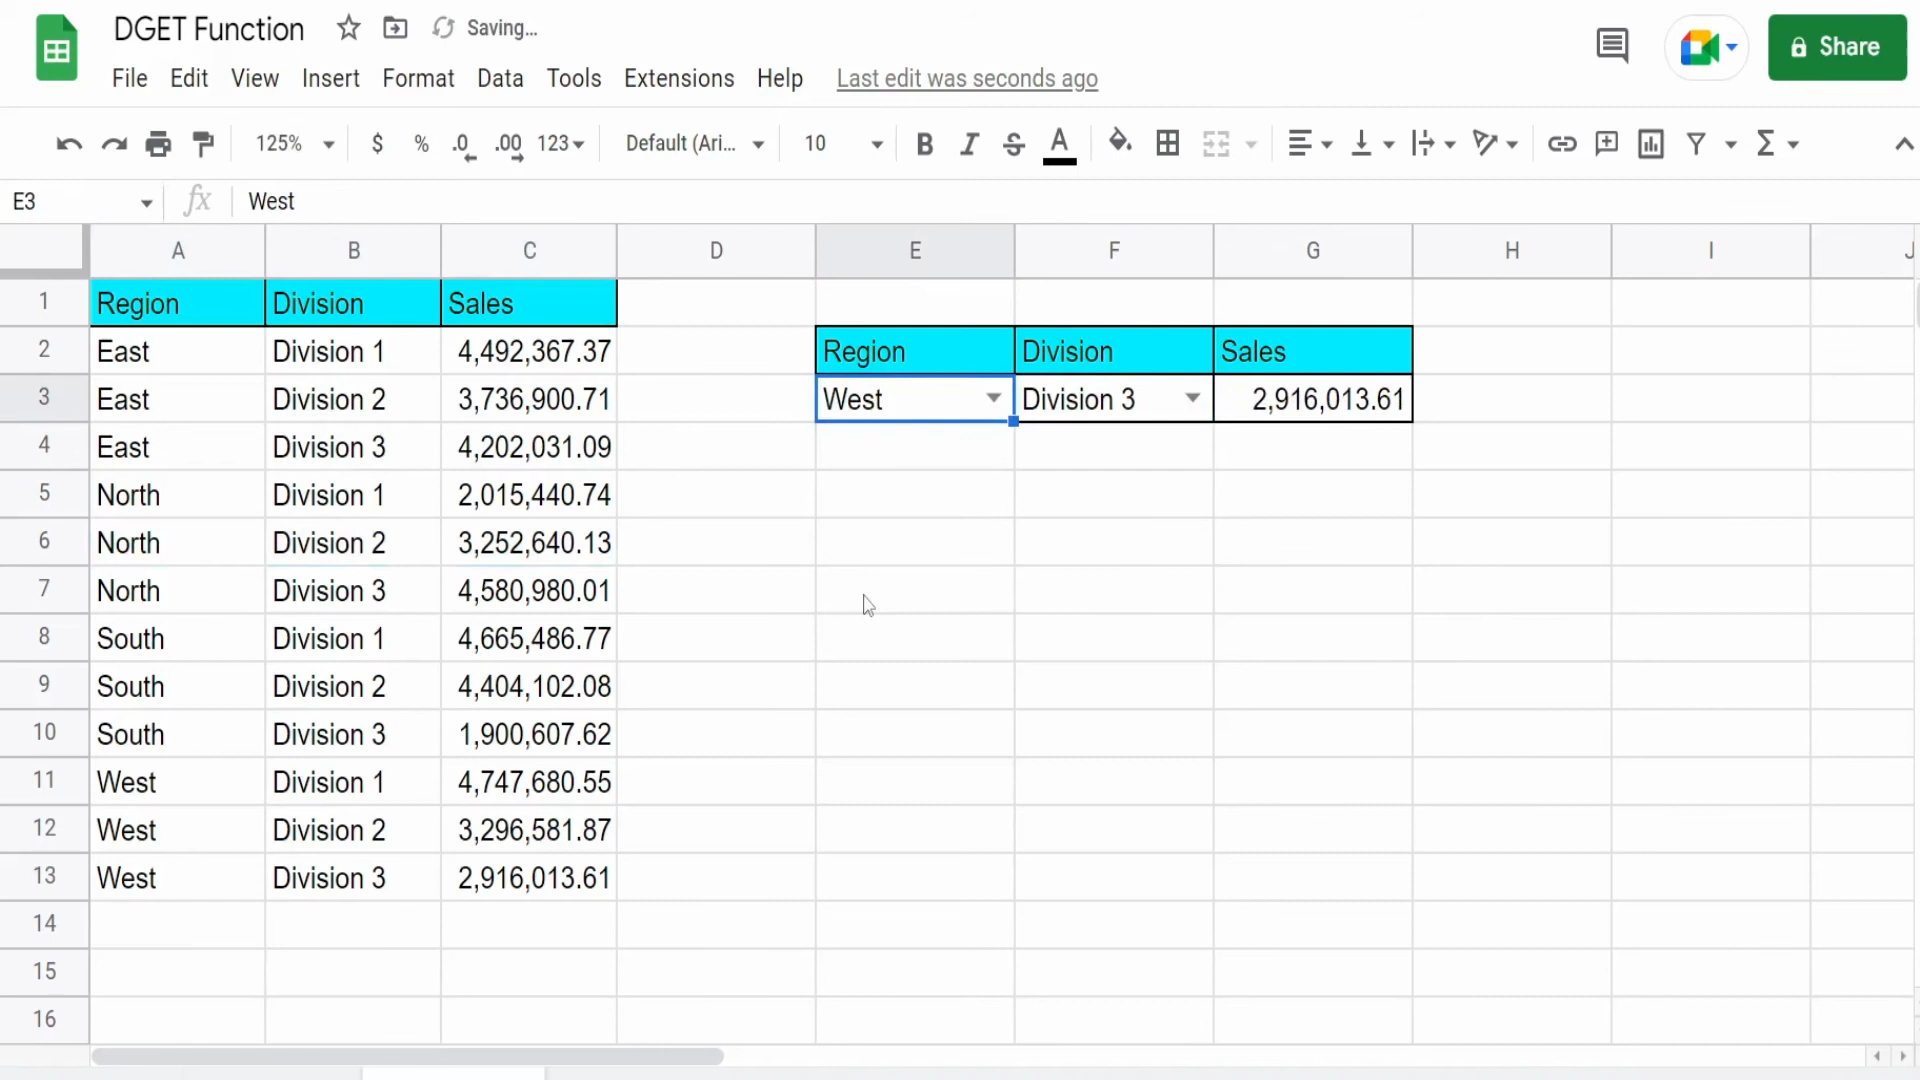 DGET Function Saving...
File Edit View Insert Format Data Tools Extensions Help Last edit was seconds ago
Share
125% $ % .0 .00 123 Default (Ari... 10 B I S A Σ
E3 fx West
A B C D E F G H I J
1 Region Division Sales
2 East Division 1 4,492,367.37 Region Division Sales
3 East Division 2 3,736,900.71 West Division 3 2,916,013.61
4 East Division 3 4,202,031.09
5 North Division 1 2,015,440.74
6 North Division 2 3,252,640.13
7 North Division 3 4,580,980.01
8 South Division 1 4,665,486.77
9 South Division 2 4,404,102.08
10 South Division 3 1,900,607.62
11 West Division 1 4,747,680.55
12 West Division 2 3,296,581.87
13 West Division 3 2,916,013.61
14
15
16